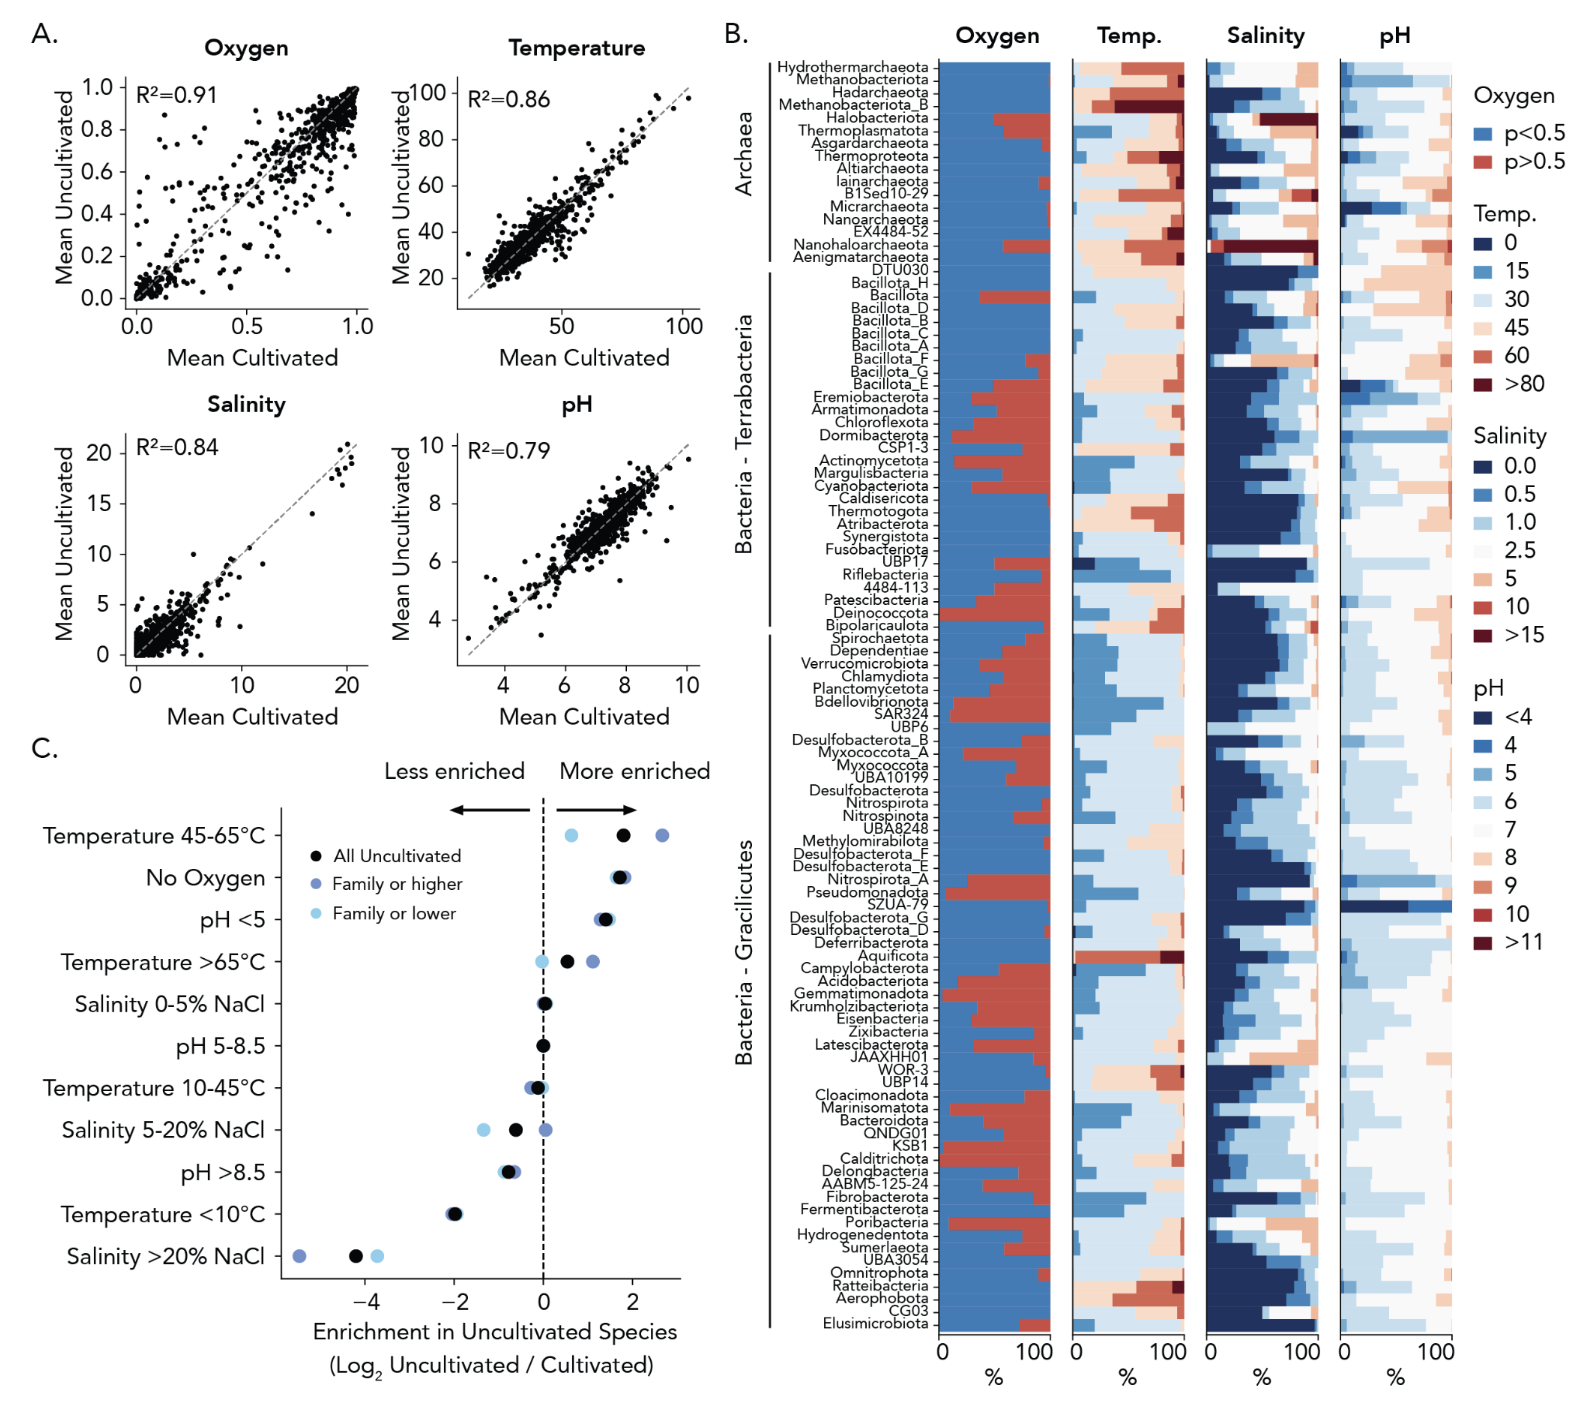 A.
Oxygen
R²=0.91
Mean Uncultivated
1.0
0.8
0.6
0.4
0.2
0.0
0.0
0.5
1.0
Mean Cultivated
Temperature
R²=0.86
Mean Uncultivated
100
80
60
40
20
50
100
Mean Cultivated
Salinity
R²=0.84
Mean Uncultivated
20
15
10
5
0
0
10
20
Mean Cultivated
pH
R²=0.79
Mean Uncultivated
10
8
6
4
4
6
8
10
Mean Cultivated
B.
Oxygen
Temp.
Salinity
pH
Archaea
Hydrothermarchaeota
Methanobacteriota
Hadarchaeota
Methanobacteriota_B
Halobacteriota
Thermoplasmatota
Asgardarchaeota
Thermoproteota
Altiarchaeota
Iainarchaeota
B1Sed10-29
Micrarchaeota
Nanoarchaeota
EX4484-52
Nanohaloarchaeota
Aenigmatarchaeota
Bacteria - Terrabacteria
DTU030
Bacillota_H
Bacillota
Bacillota_D
Bacillota_B
Bacillota_C
Bacillota_A
Bacillota_F
Bacillota_G
Bacillota_E
Eremiobacterota
Armatimonadota
Chloroflexota
Dormibacterota
CSP1-3
Actinomycetota
Margulisbacteria
Cyanobacteriota
Caldisericota
Thermotogota
Atribacterota
Synergistota
Fusobacteriota
UBP17
Riflebacteria
4484-113
Patescibacteria
Deinococcota
Bipolaricaulota
Bacteria - Gracilicutes
Spirochaetota
Dependentiae
Verrucomicrobiota
Chlamydiota
Planctomycetota
Bdellovibrionota
SAR324
UBP6
Desulfobacterota_B
Myxococcota_A
Myxococcota
UBA10199
Desulfobacterota
Nitrospirota
Nitrospinota
UBA8248
Methylomirabilota
Desulfobacterota_F
Desulfobacterota_E
Nitrospirota_A
Pseudomonadota
SZUA-79
Desulfobacterota_G
Desulfobacterota_D
Deferribacterota
Aquificota
Campylobacterota
Acidobacteriota
Gemmatimonadota
Krumholzibacteriota
Eisenbacteria
Zixibacteria
Latescibacterota
JAAXHH01
WOR-3
UBP14
Cloacimonadota
Marinisomatota
Bacteroidota
QNDG01
KSB1
Calditrichota
Delongbacteria
AABM5-125-24
Fibrobacterota
Fermentibacterota
Poribacteria
Hydrogenedentota
Sumerlaeota
UBA3054
Omnitrophota
Ratteibacteria
Aerophobota
CG03
Elusimicrobiota
0 100 0 100 0 100 0 100
% % % %
Oxygen
p<0.5
p>0.5
Temp.
0
15
30
45
60
>80
Salinity
0.0
0.5
1.0
2.5
5
10
>15
pH
<4
4
5
6
7
8
9
10
>11
C.
Less enriched
More enriched
All Uncultivated
Family or higher
Family or lower
Temperature 45-65°C
No Oxygen
pH <5
Temperature >65°C
Salinity 0-5% NaCl
pH 5-8.5
Temperature 10-45°C
Salinity 5-20% NaCl
pH >8.5
Temperature <10°C
Salinity >20% NaCl
−4
−2
0
2
Enrichment in Uncultivated Species
(Log₂ Uncultivated / Cultivated)